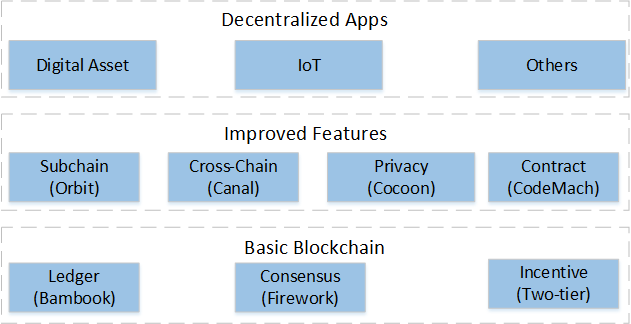 Decentralized Apps
Digital Asset
IoT
Others
Improved Features
Subchain
(Orbit)
Cross-Chain
(Canal)
Privacy
(Cocoon)
Contract
(CodeMach)
Basic Blockchain
Ledger
(Bambook)
Consensus
(Firework)
Incentive
(Two-tier)